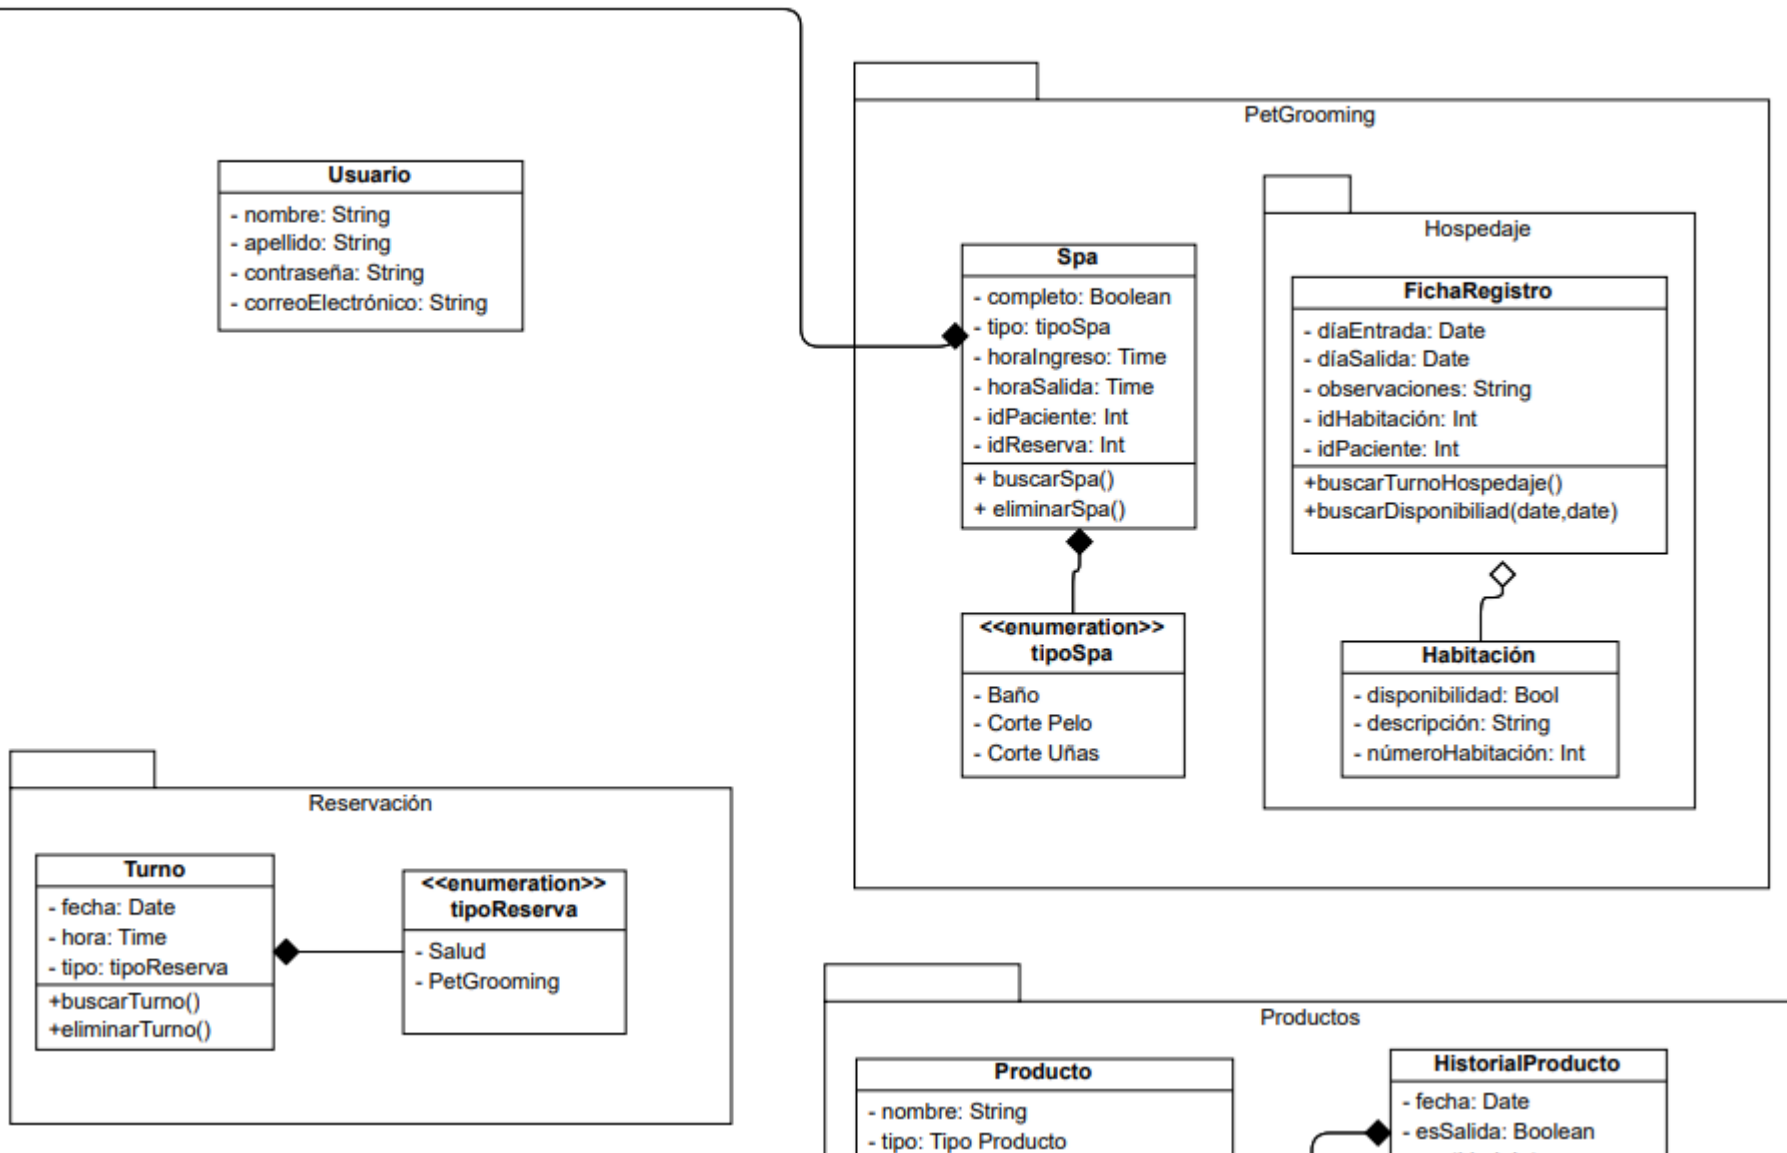 PetGrooming
Usuario
- nombre: String
- apellido: String
- contraseña: String
- correoElectrónico: String
Spa
- completo: Boolean
- tipo: tipoSpa
- horaIngreso: Time
- horaSalida: Time
- idPaciente: Int
- idReserva: Int
+ buscarSpa()
+ eliminarSpa()
<<enumeration>>
tipoSpa
- Baño
- Corte Pelo
- Corte Uñas
Hospedaje
FichaRegistro
- díaEntrada: Date
- díaSalida: Date
- observaciones: String
- idHabitación: Int
- idPaciente: Int
+buscarTurnoHospedaje()
+buscarDisponibiliad(date,date)
Habitación
- disponibilidad: Bool
- descripción: String
- númeroHabitación: Int
Reservación
Turno
- fecha: Date
- hora: Time
- tipo: tipoReserva
+buscarTurno()
+eliminarTurno()
<<enumeration>>
tipoReserva
- Salud
- PetGrooming
Productos
Producto
- nombre: String
- tipo: Tipo Producto
HistorialProducto
- fecha: Date
- esSalida: Boolean